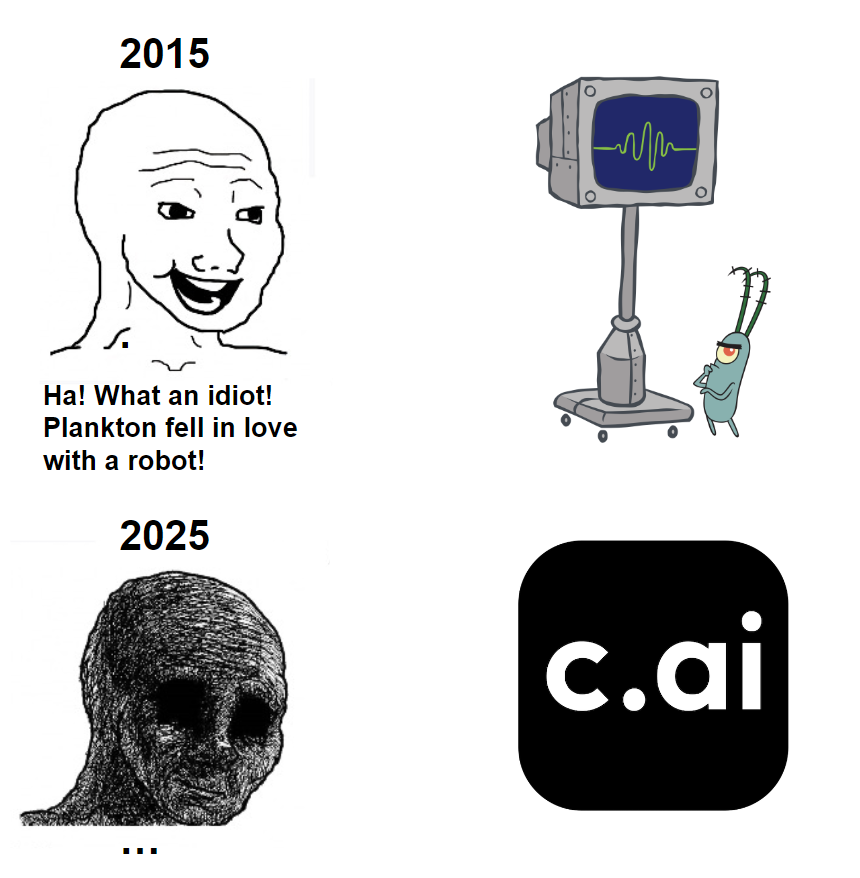 2015
Ha! What an idiot!
Plankton fell in love
with a robot!
2025
c.ai
...